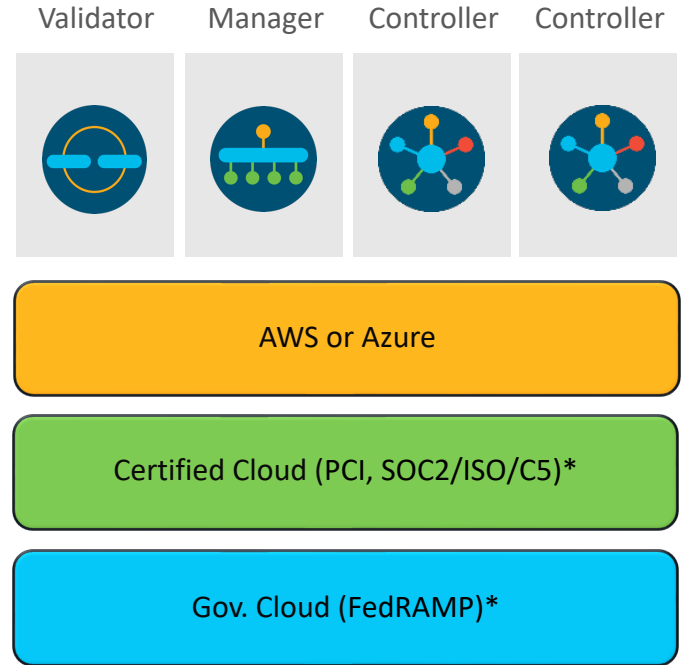 Validator Manager Controller Controller
AWS or Azure
Certified Cloud (PCI, SOC2/ISO/C5)*
Gov. Cloud (FedRAMP)*